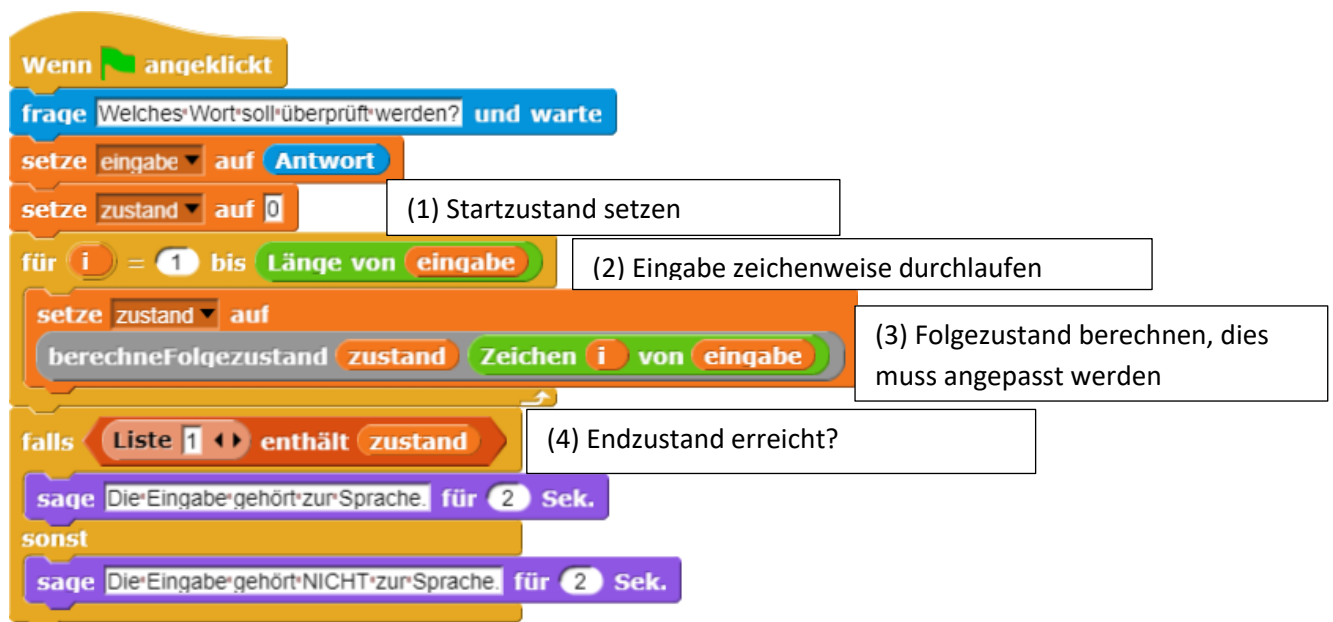 Wenn angeklickt
frage Welches Wort soll überprüft werden? und warte
setze eingabe auf Antwort
setze zustand auf 0
(1) Startzustand setzen
für i = 1 bis Länge von eingabe
(2) Eingabe zeichenweise durchlaufen
setze zustand auf
berechneFolgezustand zustand Zeichen i von eingabe
(3) Folgezustand berechnen, dies
muss angepasst werden
falls Liste 1 enthält zustand
(4) Endzustand erreicht?
sage Die Eingabe gehört zur Sprache. für 2 Sek.
sonst
sage Die Eingabe gehört NICHT zur Sprache. für 2 Sek.